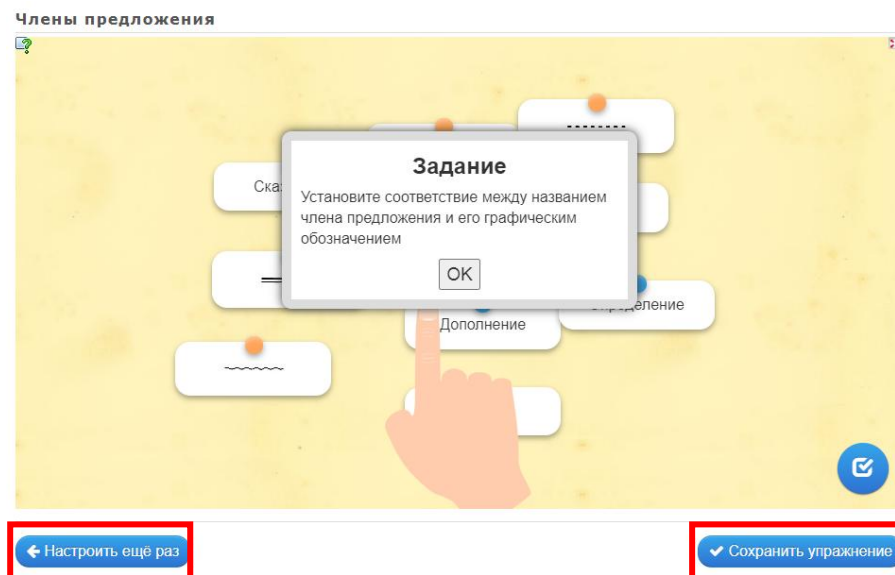 Члены предложения
Задание
Установите соответствие между названием
члена предложения и его графическим
обозначением
OK
Дополнение
Настроить ещё раз
Сохранить упражнение